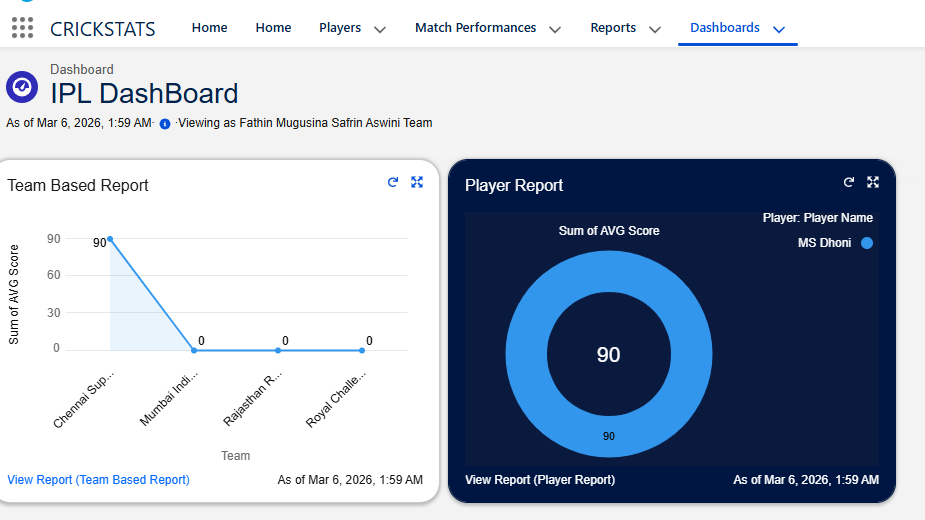 CRICKSTATS Home Home Players Match Performances Reports Dashboards
Dashboard
IPL DashBoard
As of Mar 6, 2026, 1:59 AM· ·Viewing as Fathin Mugusina Safrin Aswini Team
Team Based Report
Sum of AVG Score
90
60
30
0
90
0
0
0
Chennai Sup...
Mumbai Indi...
Rajasthan R...
Royal Challe...
Team
View Report (Team Based Report)
As of Mar 6, 2026, 1:59 AM
Player Report
Player: Player Name
Sum of AVG Score
MS Dhoni
90
90
View Report (Player Report)
As of Mar 6, 2026, 1:59 AM